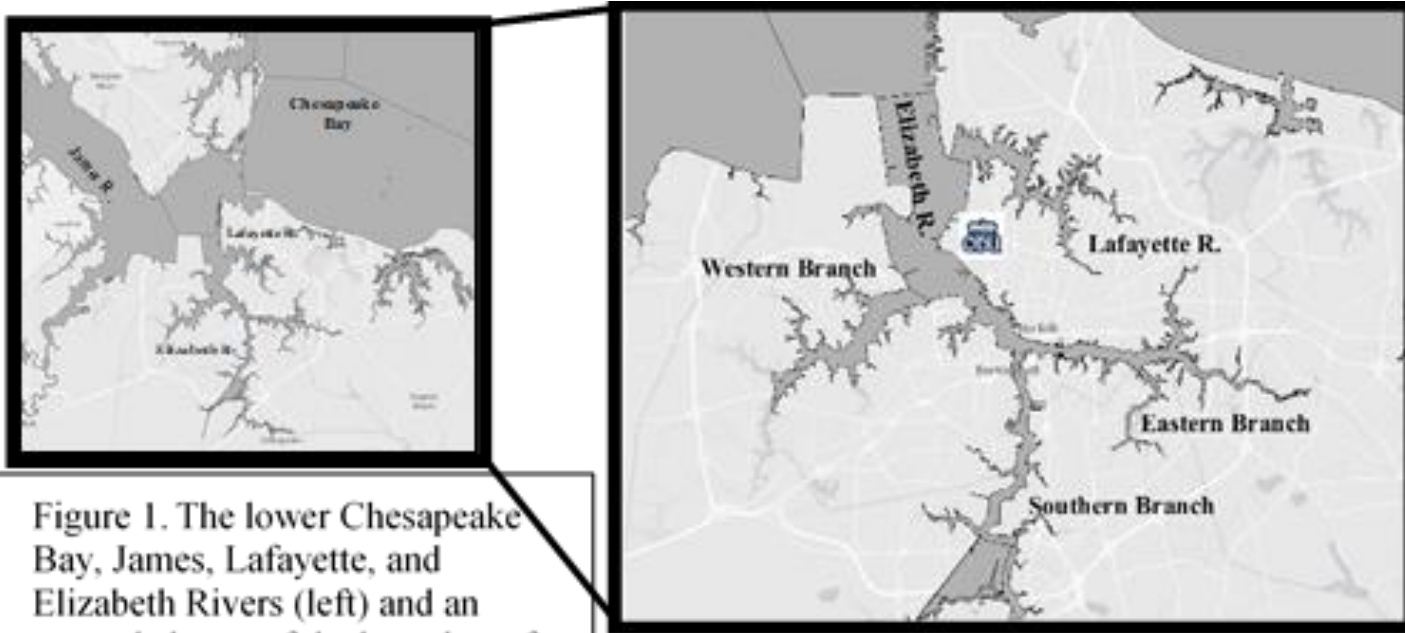 Chesapeake
Bay
James R.
Lafayette R.
Elizabeth R.
Elizabeth R.
Lafayette R.
Western Branch
Eastern Branch
Southern Branch
Figure 1. The lower Chesapeake
Bay, James, Lafayette, and
Elizabeth Rivers (left) and an